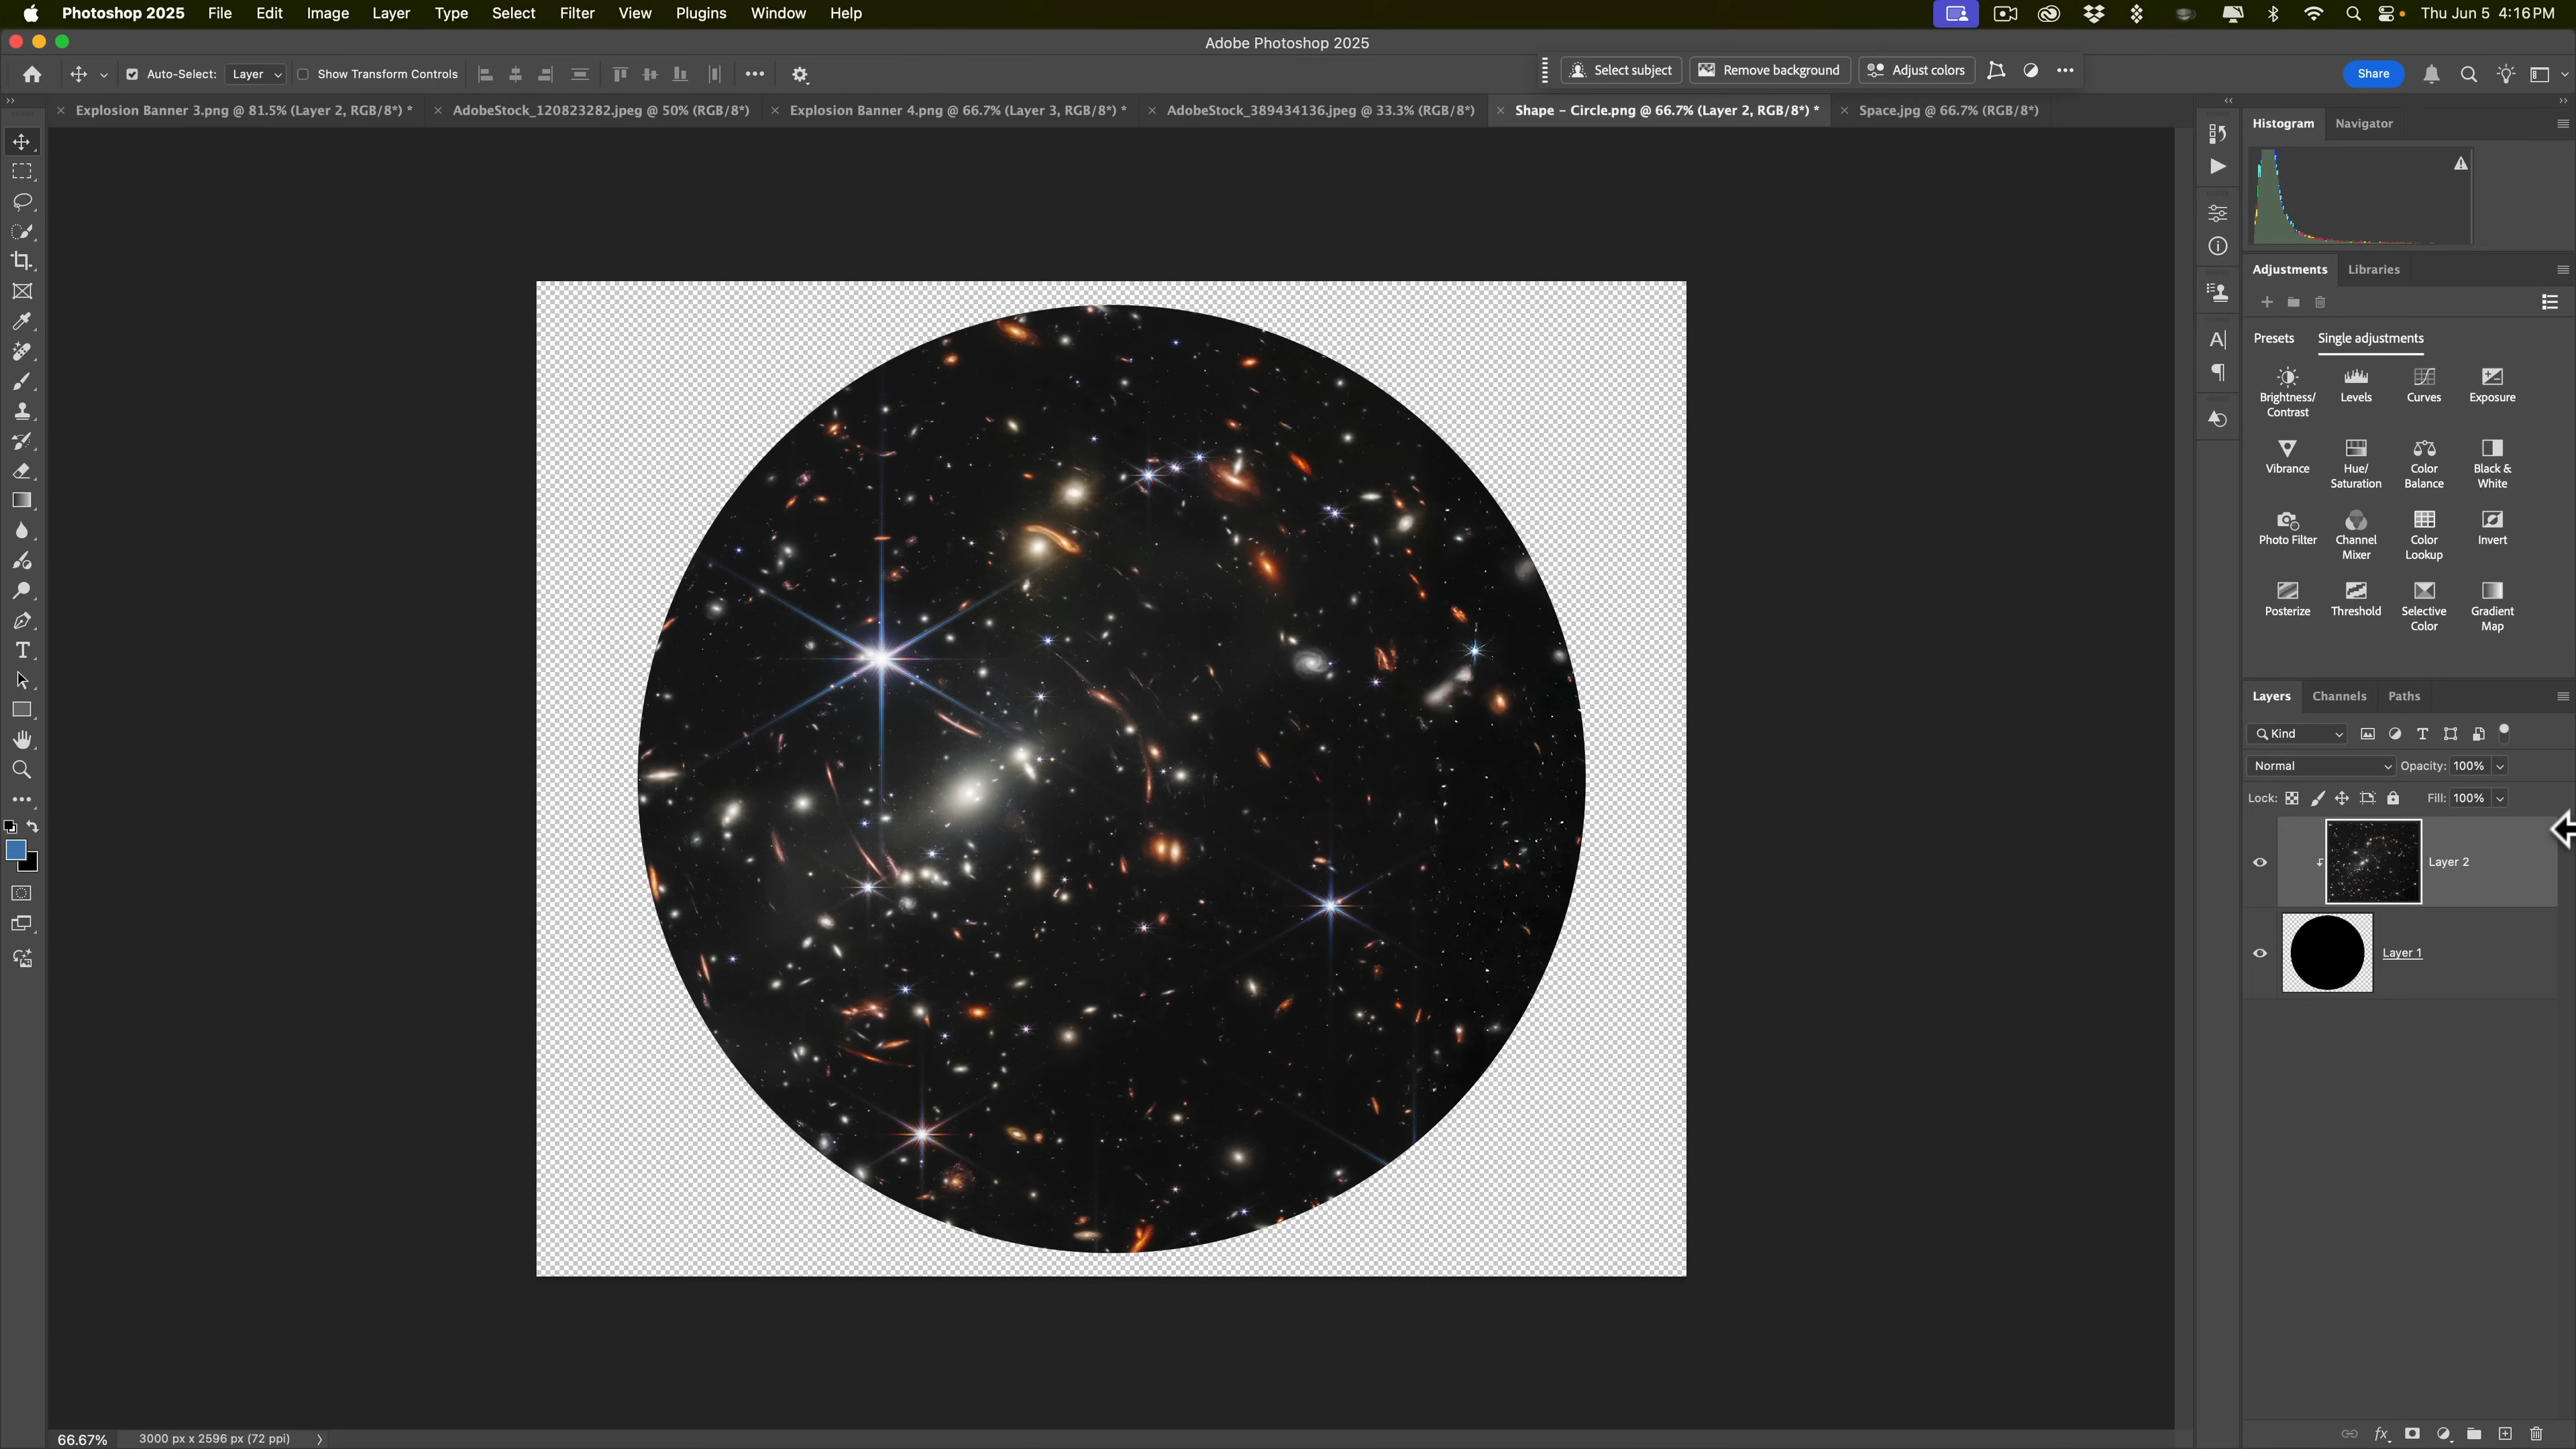 Photoshop 2025 File Edit Image Layer Type Select Filter View Plugins Window Help
Thu Jun 5 4:16 PM
Adobe Photoshop 2025
Auto-Select: Layer Show Transform Controls
Select subject Remove background Adjust colors
Share
Explosion Banner 3.png @ 81.5% (Layer 2, RGB/8*) *
AdobeStock_120823282.jpeg @ 50% (RGB/8*)
Explosion Banner 4.png @ 66.7% (Layer 3, RGB/8*) *
AdobeStock_389434136.jpeg @ 33.3% (RGB/8*)
Shape – Circle.png @ 66.7% (Layer 2, RGB/8*) *
Space.jpg @ 66.7% (RGB/8*)
Histogram Navigator
Adjustments Libraries
Presets Single adjustments
Brightness/
Contrast
Levels
Curves
Exposure
Vibrance
Hue/
Saturation
Color
Balance
Black &
White
Photo Filter
Channel
Mixer
Color
Lookup
Invert
Posterize
Threshold
Selective
Color
Gradient
Map
Layers Channels Paths
Kind
Normal Opacity: 100%
Lock: Fill: 100%
Layer 2
Layer 1
fx
66.67% 3000 px x 2596 px (72 ppi)